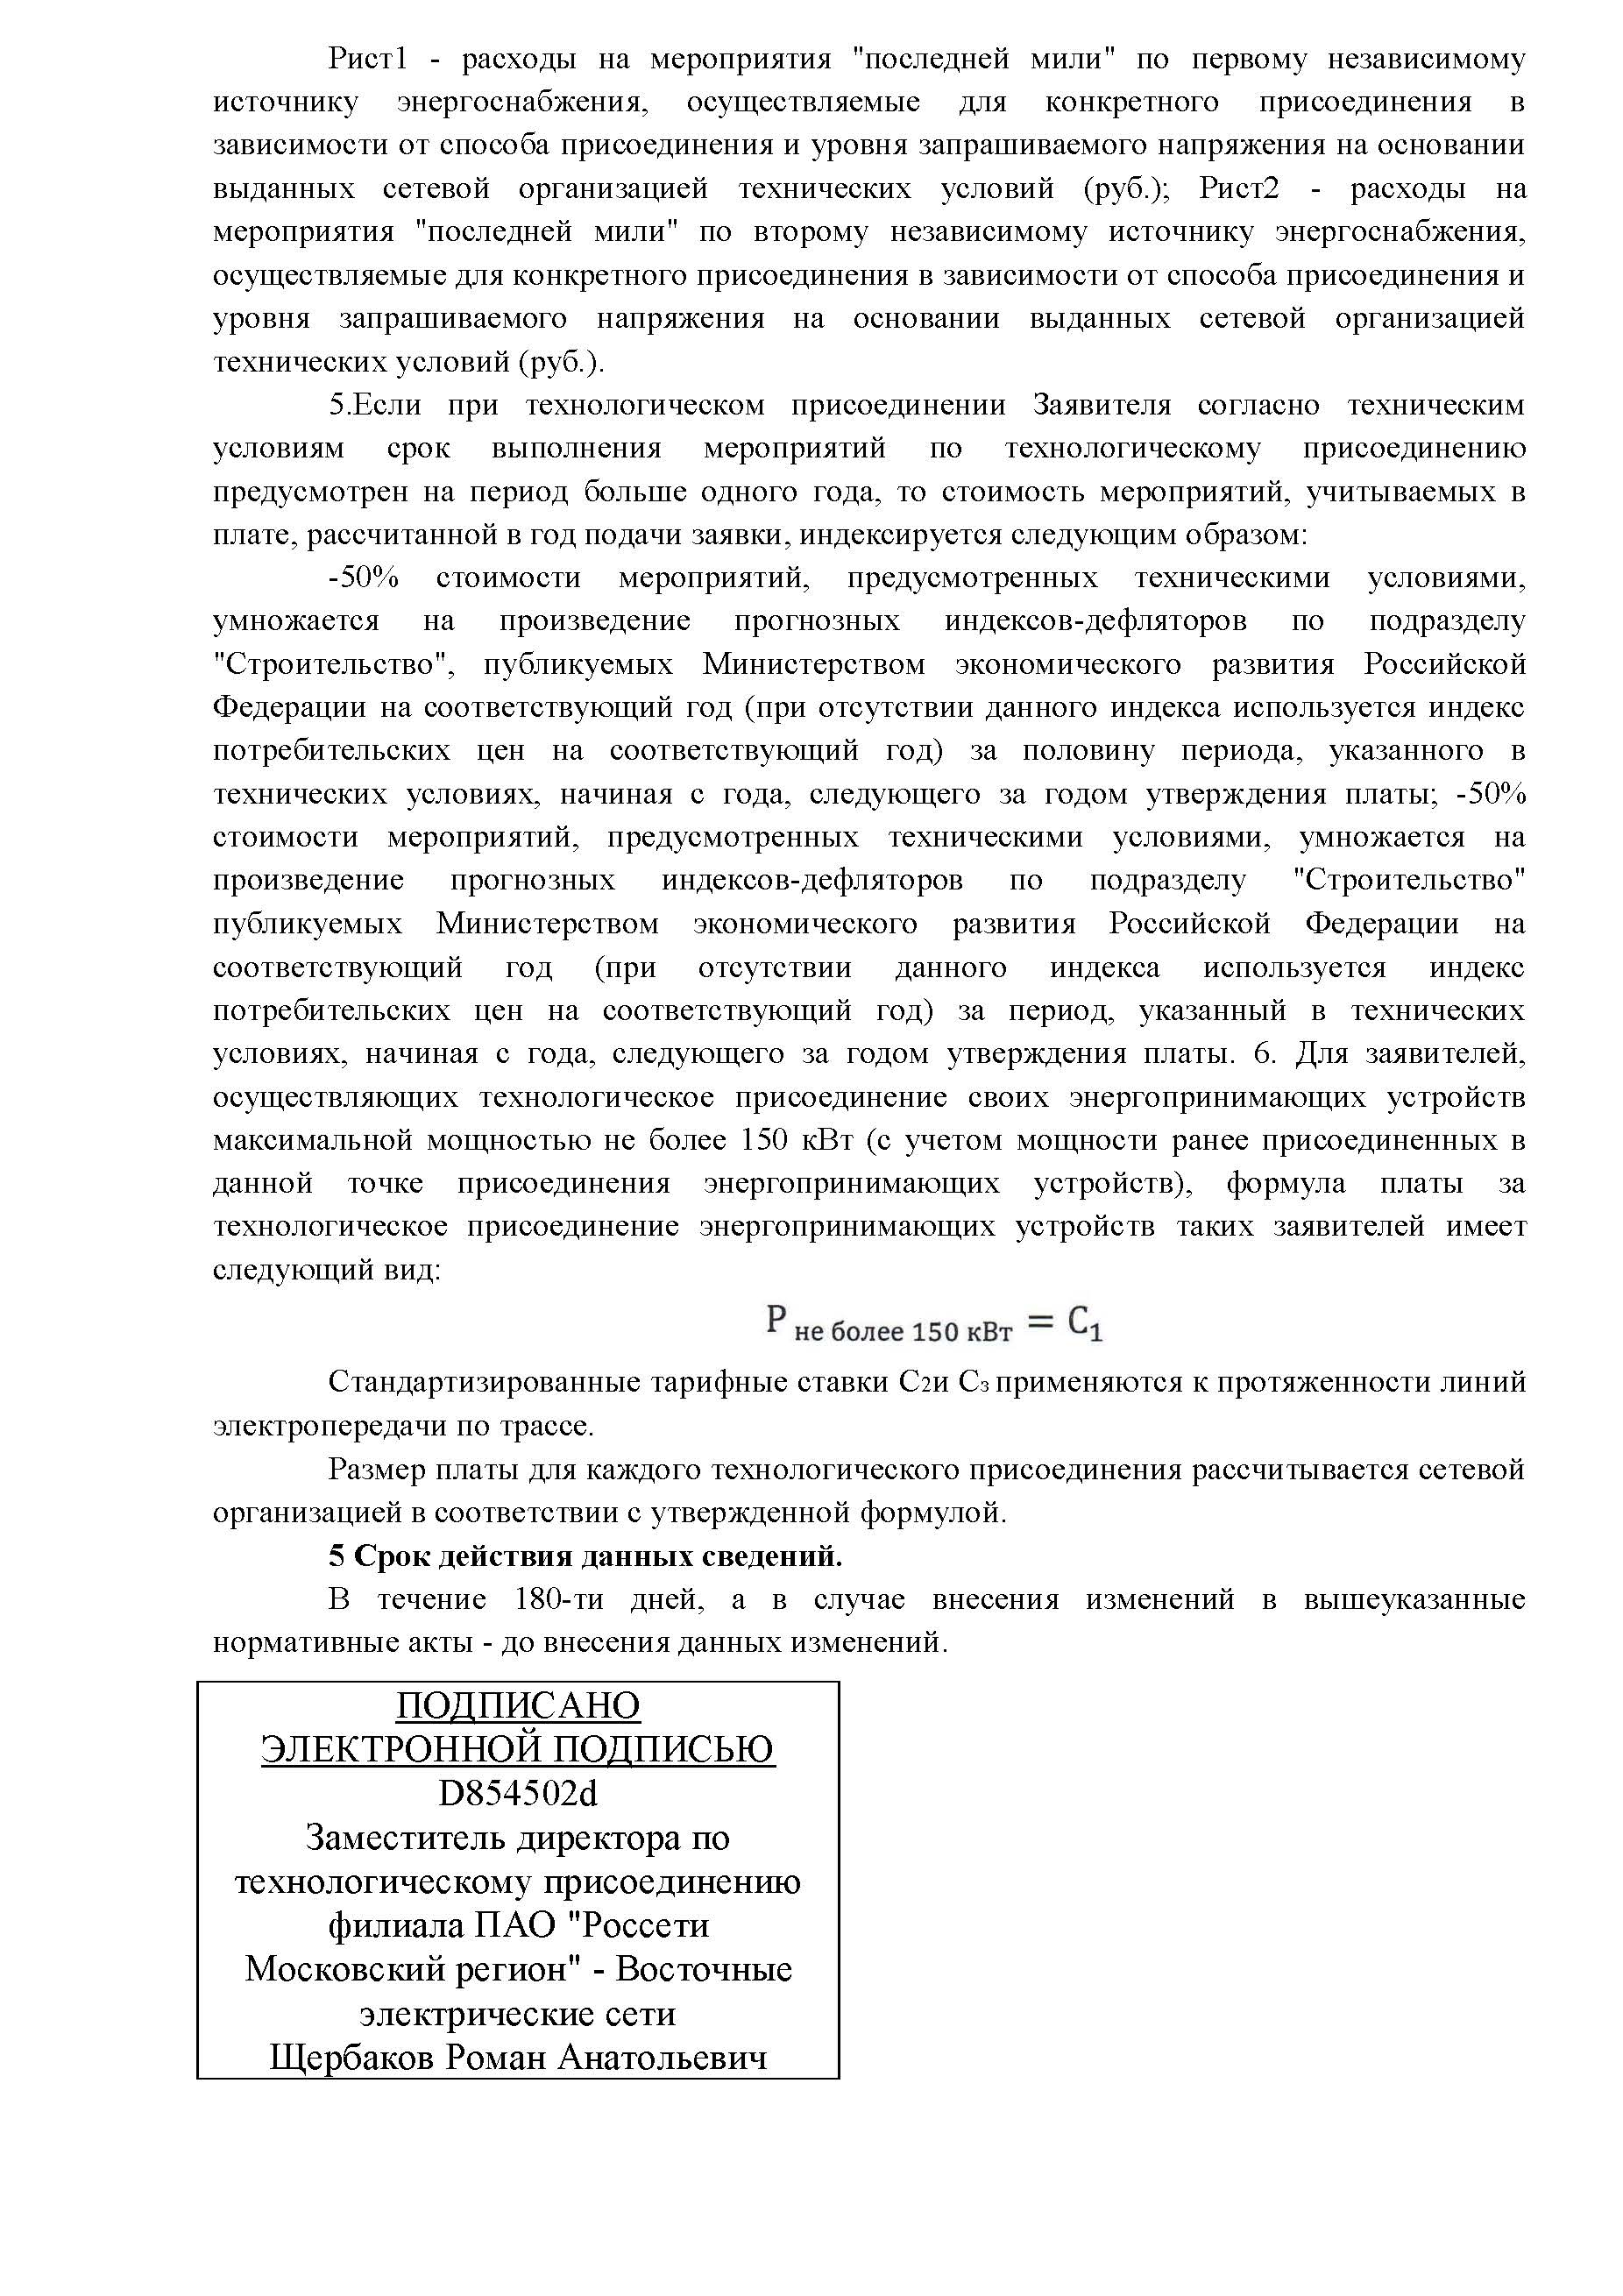 Рист1 - расходы на мероприятия "последней мили" по первому независимому
источнику энергоснабжения, осуществляемые для конкретного присоединения в
зависимости от способа присоединения и уровня запрашиваемого напряжения на основании
выданных сетевой организацией технических условий (руб.); Рист2 - расходы на
мероприятия "последней мили" по второму независимому источнику энергоснабжения,
осуществляемые для конкретного присоединения в зависимости от способа присоединения и
уровня запрашиваемого напряжения на основании выданных сетевой организацией
технических условий (руб.).
5.Если при технологическом присоединении Заявителя согласно техническим
условиям срок выполнения мероприятий по технологическому присоединению
предусмотрен на период больше одного года, то стоимость мероприятий, учитываемых в
плате, рассчитанной в год подачи заявки, индексируется следующим образом:
-50% стоимости мероприятий, предусмотренных техническими условиями,
умножается на произведение прогнозных индексов-дефляторов по подразделу
"Строительство", публикуемых Министерством экономического развития Российской
Федерации на соответствующий год (при отсутствии данного индекса используется индекс
потребительских цен на соответствующий год) за половину периода, указанного в
технических условиях, начиная с года, следующего за годом утверждения платы; -50%
стоимости мероприятий, предусмотренных техническими условиями, умножается на
произведение прогнозных индексов-дефляторов по подразделу "Строительство"
публикуемых Министерством экономического развития Российской Федерации на
соответствующий год (при отсутствии данного индекса используется индекс
потребительских цен на соответствующий год) за период, указанный в технических
условиях, начиная с года, следующего за годом утверждения платы. 6. Для заявителей,
осуществляющих технологическое присоединение своих энергопринимающих устройств
максимальной мощностью не более 150 кВт (с учетом мощности ранее присоединенных в
данной точке присоединения энергопринимающих устройств), формула платы за
технологическое присоединение энергопринимающих устройств таких заявителей имеет
следующий вид:
Р не более 150 кВт = С₁
Стандартизированные тарифные ставки С₂и С₃ применяются к протяженности линий
электропередачи по трассе.
Размер платы для каждого технологического присоединения рассчитывается сетевой
организацией в соответствии с утвержденной формулой.
5 Срок действия данных сведений.
В течение 180-ти дней, а в случае внесения изменений в вышеуказанные
нормативные акты - до внесения данных изменений.
ПОДПИСАНО
ЭЛЕКТРОННОЙ ПОДПИСЬЮ
D854502d
Заместитель директора по
технологическому присоединению
филиала ПАО "Россети
Московский регион" - Восточные
электрические сети
Щербаков Роман Анатольевич